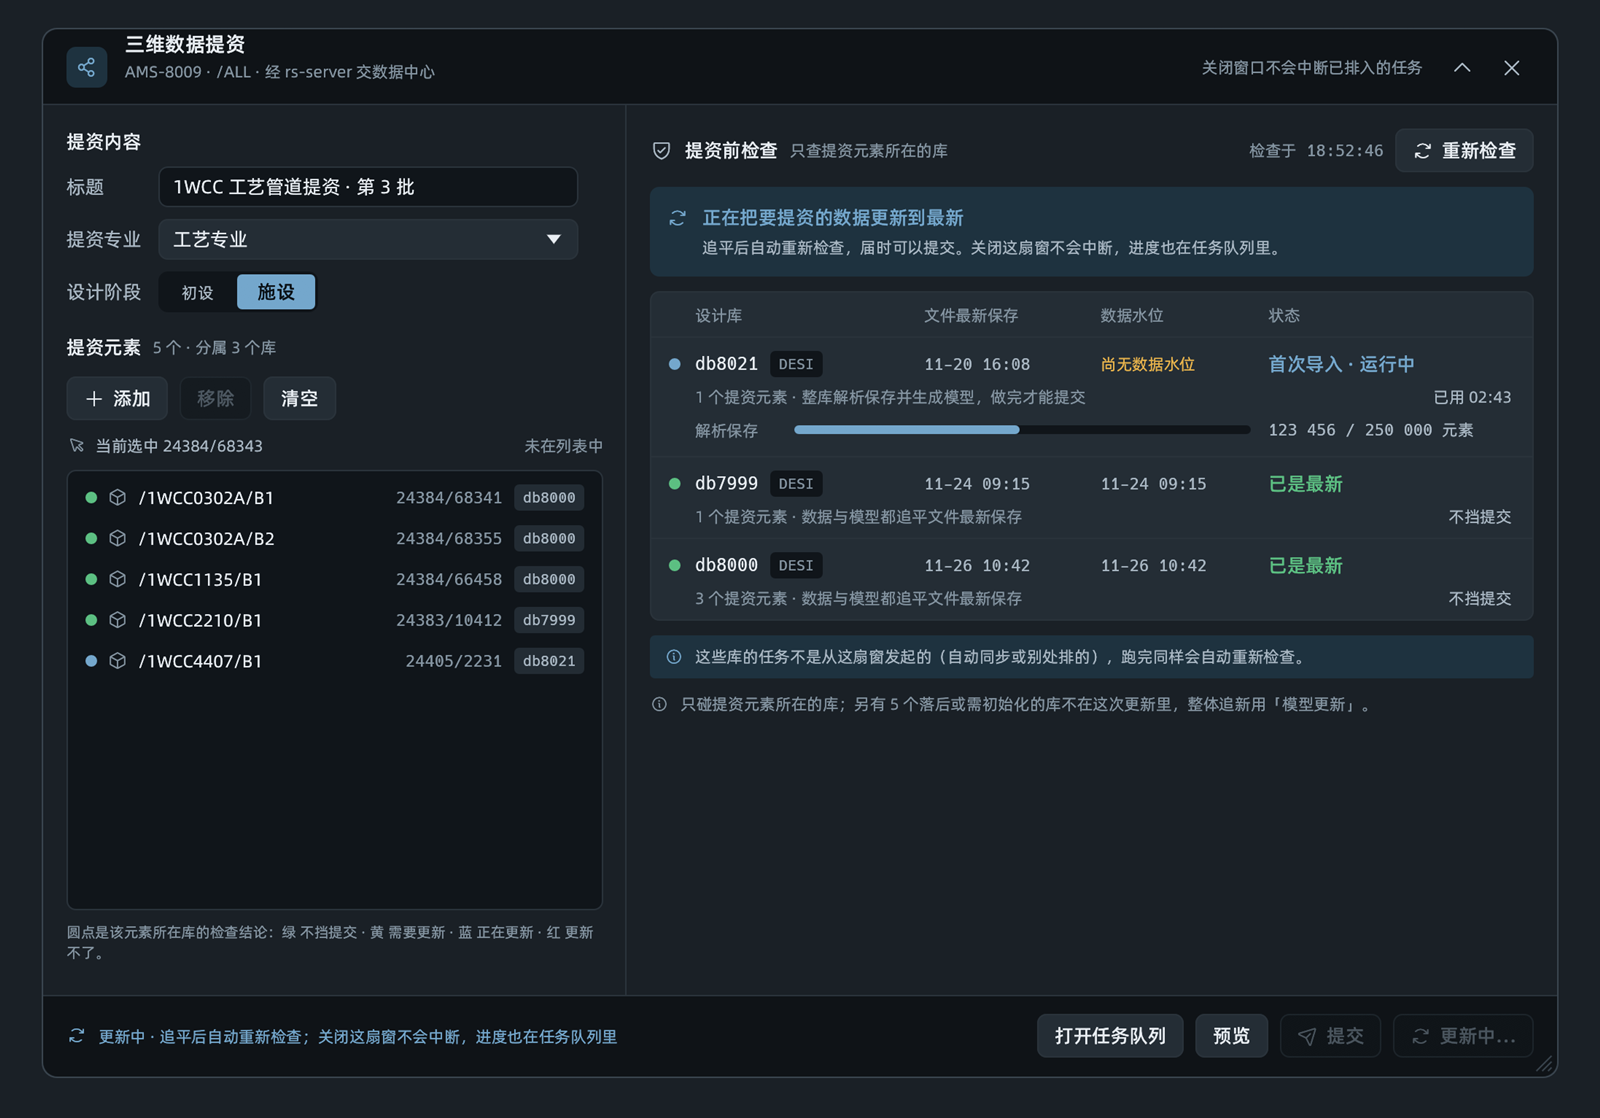 三维数据提资
AMS-8009 · /ALL · 经 rs-server 交数据中心
关闭窗口不会中断已排入的任务
提资内容
标题
1WCC 工艺管道提资 · 第 3 批
提资专业
工艺专业
设计阶段
初设
施设
提资元素 5 个 · 分属 3 个库
添加
移除
清空
当前选中 24384/68343
未在列表中
/1WCC0302A/B1 24384/68341 db8000
/1WCC0302A/B2 24384/68355 db8000
/1WCC1135/B1 24384/66458 db8000
/1WCC2210/B1 24383/10412 db7999
/1WCC4407/B1 24405/2231 db8021
圆点是该元素所在库的检查结论：绿 不挡提交 · 黄 需要更新 · 蓝 正在更新 · 红 更新
不了。
提资前检查 只查提资元素所在的库
检查于 18:52:46
重新检查
正在把要提资的数据更新到最新
追平后自动重新检查，届时可以提交。关闭这扇窗不会中断，进度也在任务队列里。
设计库 文件最新保存 数据水位 状态
db8021 DESI 11-20 16:08 尚无数据水位 首次导入 · 运行中
1 个提资元素 · 整库解析保存并生成模型，做完才能提交 已用 02:43
解析保存 123 456 / 250 000 元素
db7999 DESI 11-24 09:15 11-24 09:15 已是最新
1 个提资元素 · 数据与模型都追平文件最新保存 不挡提交
db8000 DESI 11-26 10:42 11-26 10:42 已是最新
3 个提资元素 · 数据与模型都追平文件最新保存 不挡提交
这些库的任务不是从这扇窗发起的（自动同步或别处排的），跑完同样会自动重新检查。
只碰提资元素所在的库；另有 5 个落后或需初始化的库不在这次更新里，整体追新用「模型更新」。
更新中 · 追平后自动重新检查；关闭这扇窗不会中断，进度也在任务队列里
打开任务队列
预览
提交
更新中...